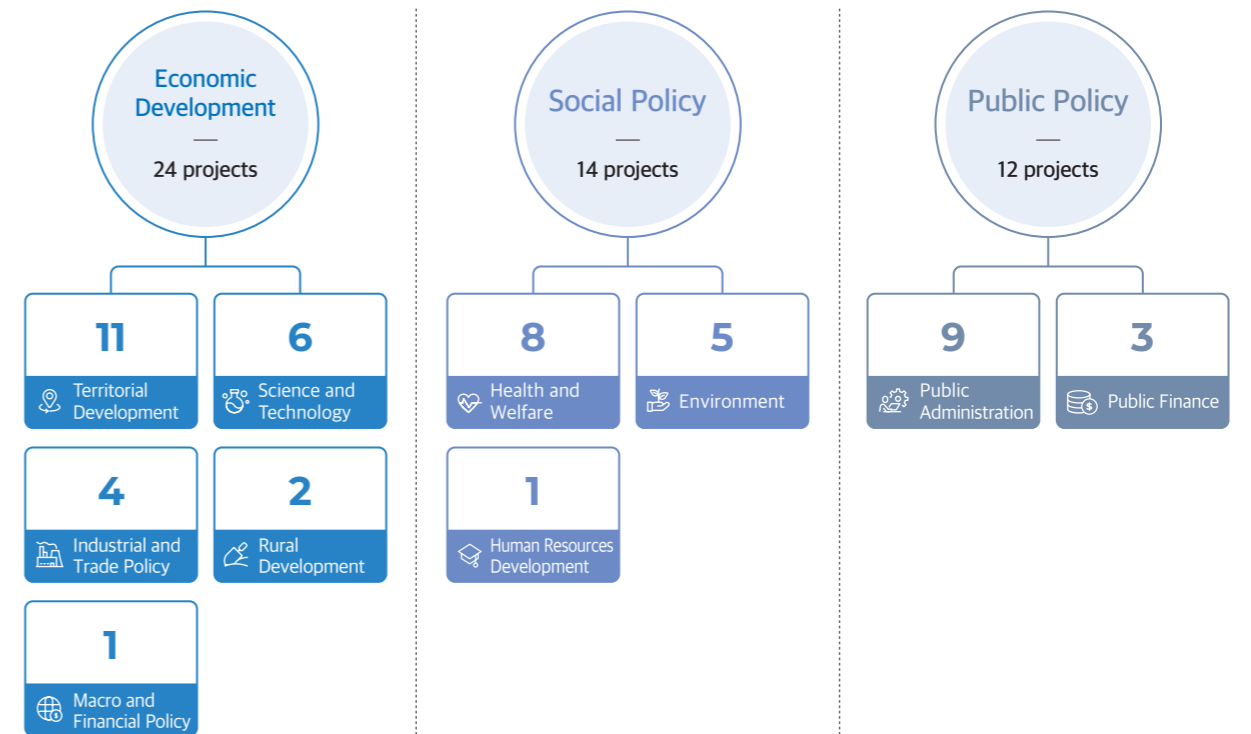 Economic
Development
24 projects
11
Territorial
Development
6
Science and
Technology
4
Industrial and
Trade Policy
2
Rural
Development
1
Macro and
Financial Policy
Social Policy
14 projects
8
Health and
Welfare
5
Environment
1
Human Resources
Development
Public Policy
12 projects
9
Public
Administration
3
Public Finance